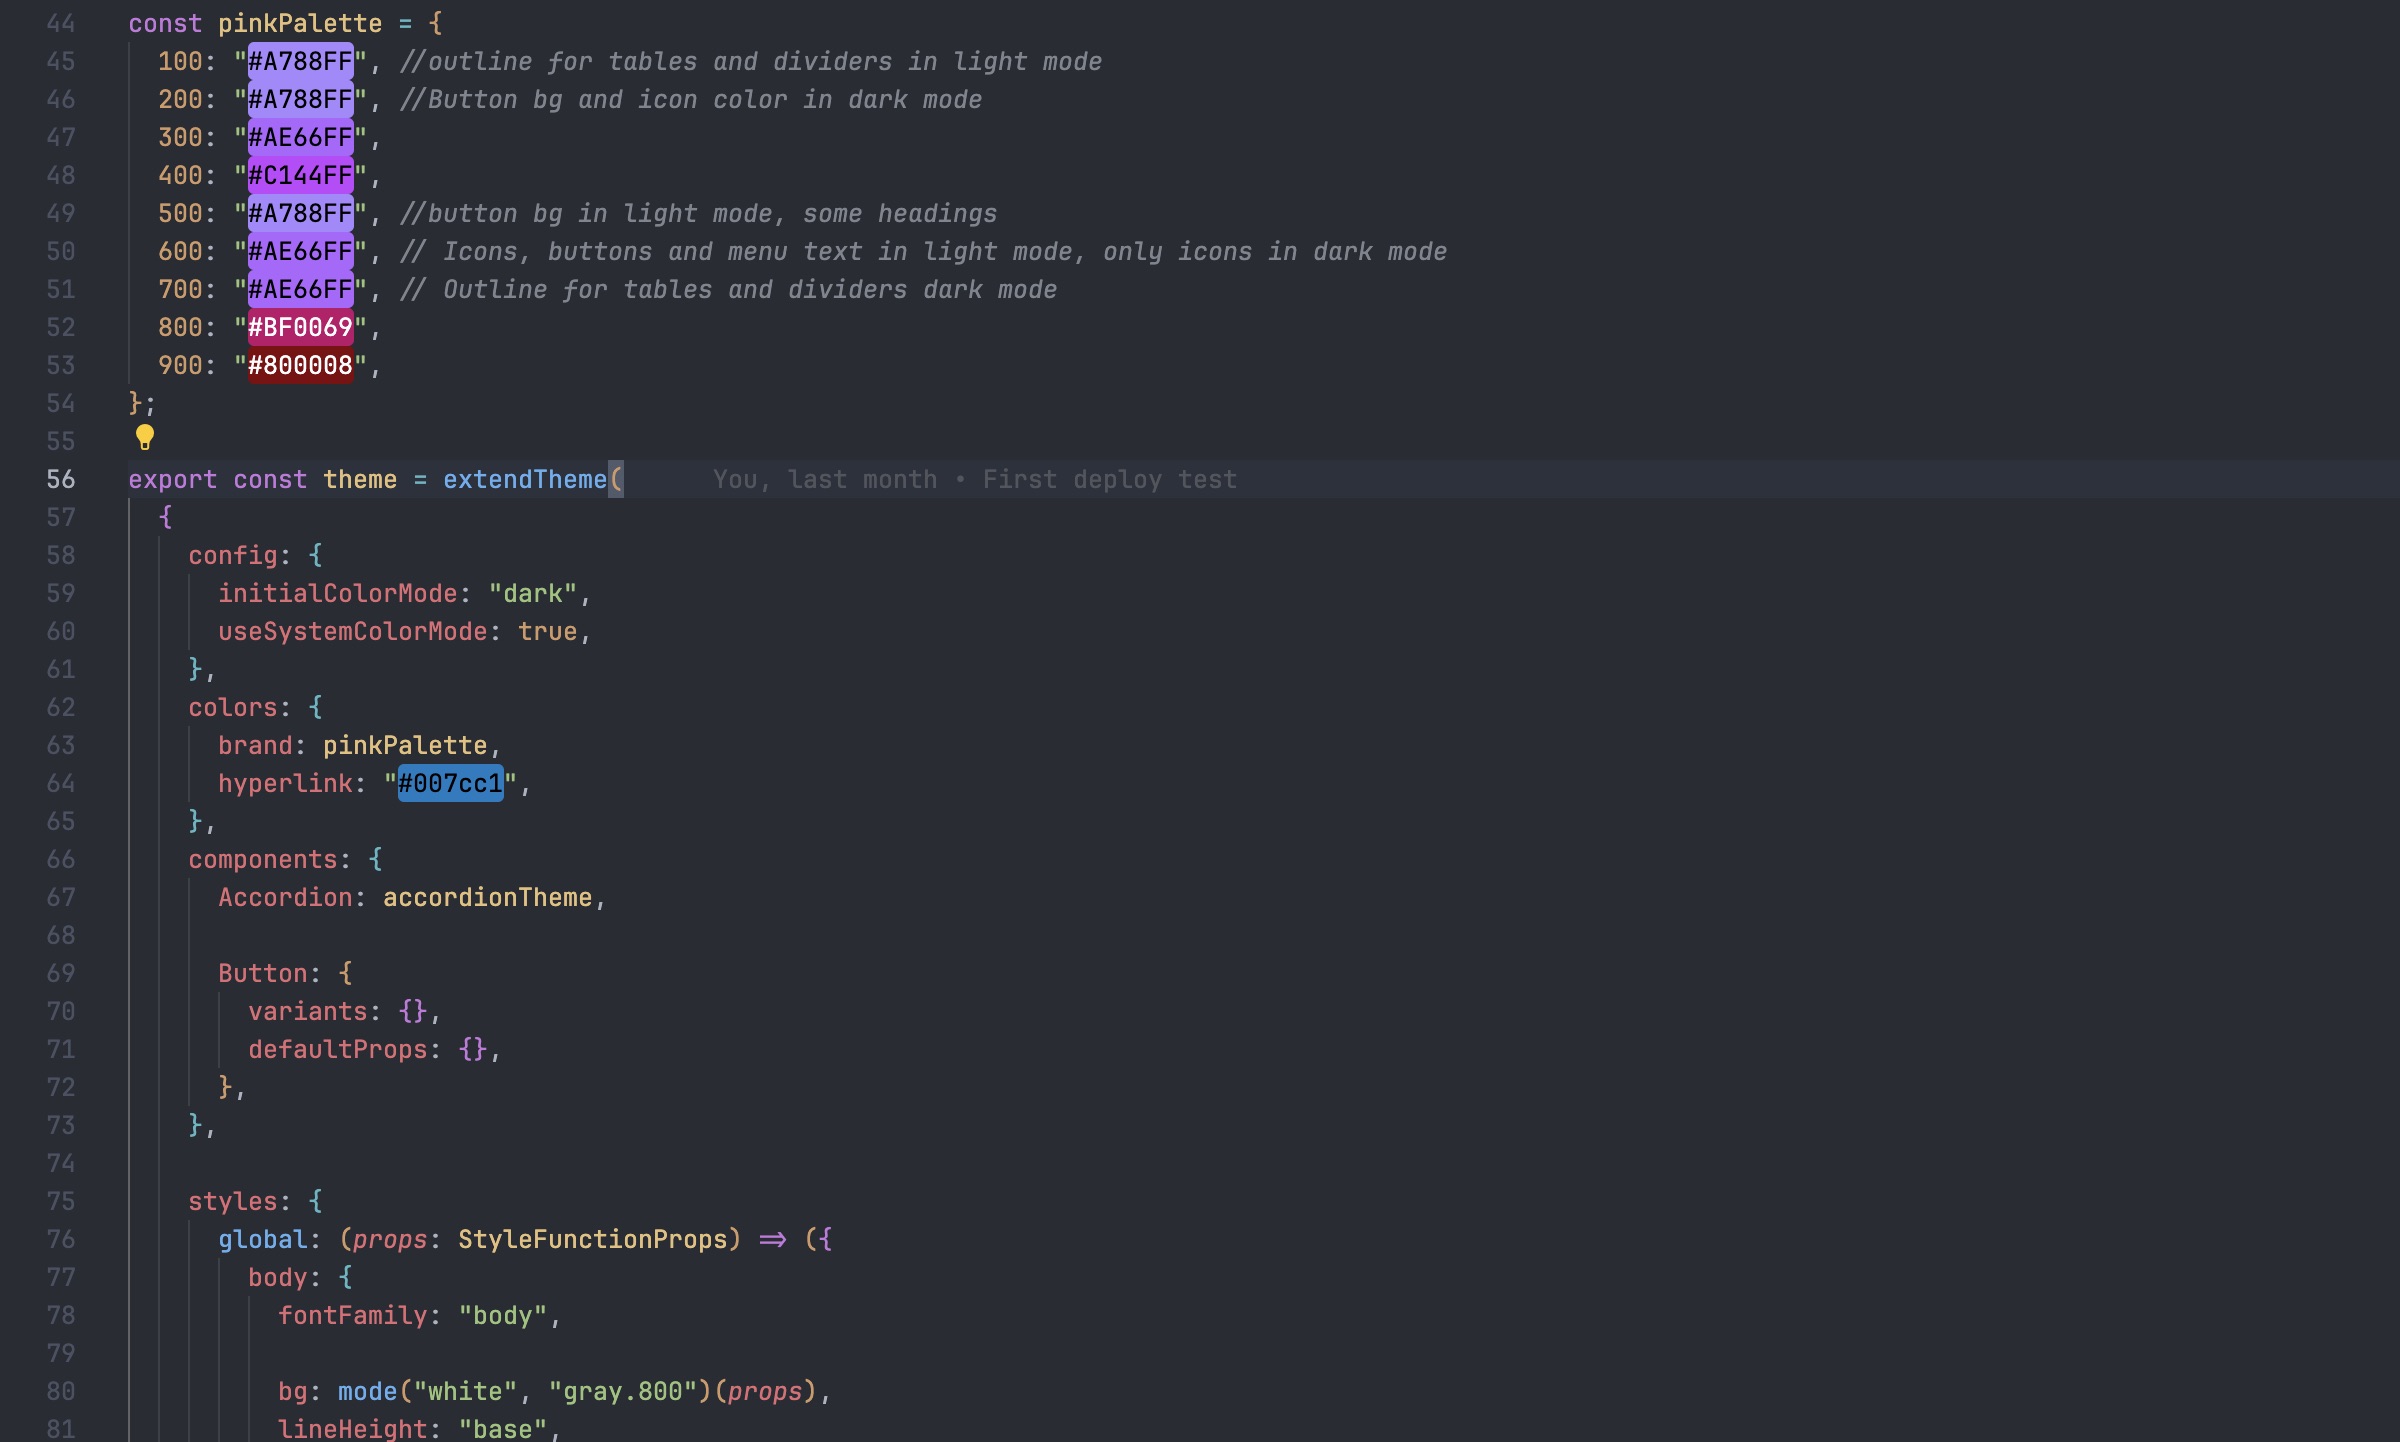 44 const pinkPalette = {
45 100: "#A788FF", //outline for tables and dividers in light mode
46 200: "#A788FF", //Button bg and icon color in dark mode
47 300: "#AE66FF",
48 400: "#C144FF",
49 500: "#A788FF", //button bg in light mode, some headings
50 600: "#AE66FF", // Icons, buttons and menu text in light mode, only icons in dark mode
51 700: "#AE66FF", // Outline for tables and dividers dark mode
52 800: "#BF0069",
53 900: "#800008",
54 };
55
56 export const theme = extendTheme( You, last month • First deploy test
57 {
58 config: {
59 initialColorMode: "dark",
60 useSystemColorMode: true,
61 },
62 colors: {
63 brand: pinkPalette,
64 hyperlink: "#007cc1",
65 },
66 components: {
67 Accordion: accordionTheme,
68
69 Button: {
70 variants: {},
71 defaultProps: {},
72 },
73 },
74
75 styles: {
76 global: (props: StyleFunctionProps) => ({
77 body: {
78 fontFamily: "body",
79
80 bg: mode("white", "gray.800")(props),
81 lineHeight: "base",